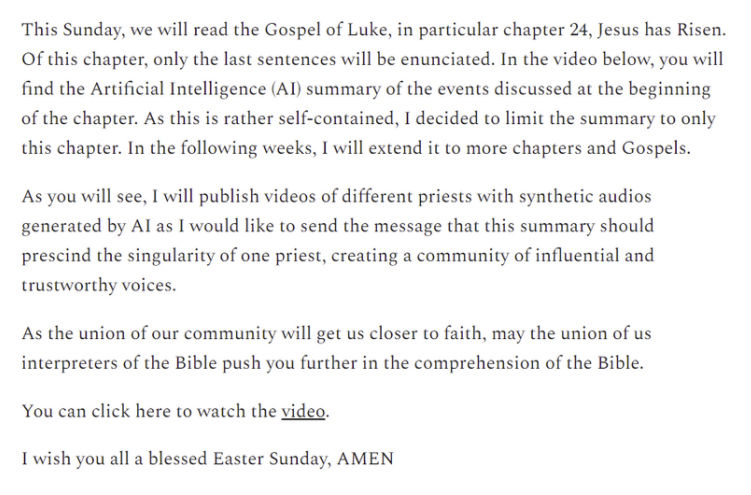 This Sunday, we will read the Gospel of Luke, in particular chapter 24, Jesus has Risen.
Of this chapter, only the last sentences will be enunciated. In the video below, you will
find the Artificial Intelligence (AI) summary of the events discussed at the beginning
of the chapter. As this is rather self-contained, I decided to limit the summary to only
this chapter. In the following weeks, I will extend it to more chapters and Gospels.
As you will see, I will publish videos of different priests with synthetic audios
generated by AI as I would like to send the message that this summary should
prescind the singularity of one priest, creating a community of influential and
trustworthy voices.
As the union of our community will get us closer to faith, may the union of us
interpreters of the Bible push you further in the comprehension of the Bible.
You can click here to watch the video.
I wish you all a blessed Easter Sunday, AMEN